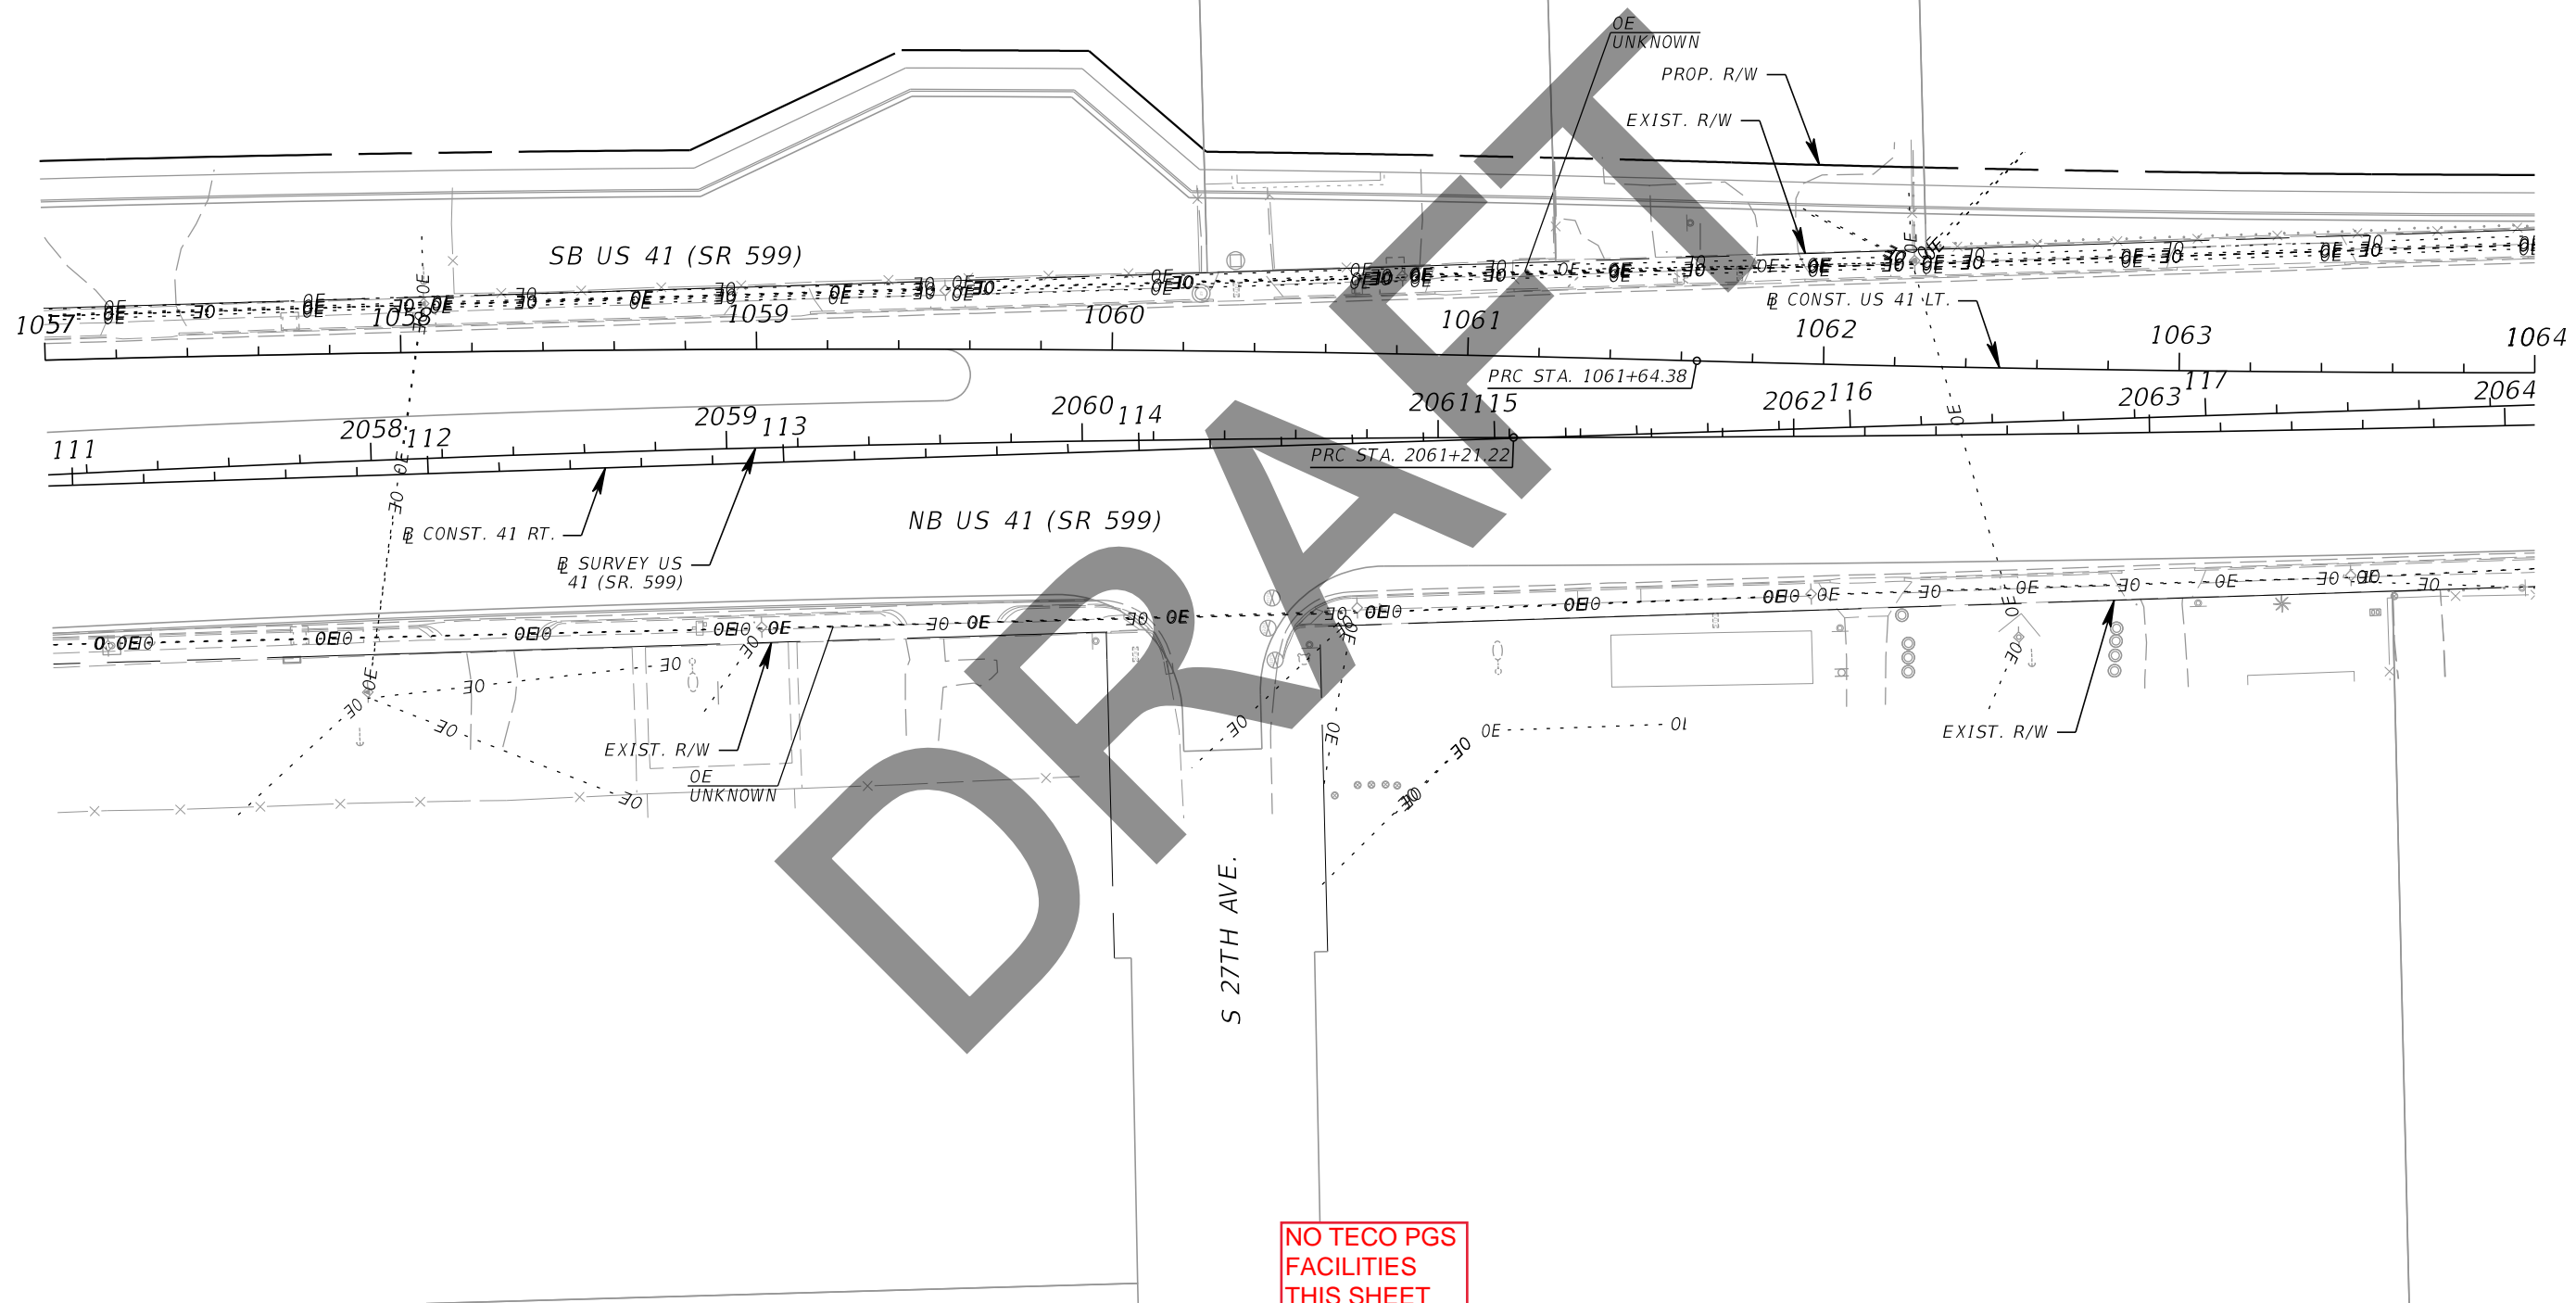 OE
UNKNOWN
PROP. R/W
EXIST. R/W
SB US 41 (SR 599)
BL CONST. US 41 LT.
1057
1058
1059
1060
1061
1062
1063
1064
PRC STA. 1061+64.38
111
2058
112
2059
113
2060
114
2061
115
2062
116
2063
117
2064
PRC STA. 2061+21.22
BL CONST. 41 RT.
BL SURVEY US
41 (SR. 599)
NB US 41 (SR 599)
EXIST. R/W
OE
UNKNOWN
EXIST. R/W
S 27TH AVE.
DRAFT
NO TECO PGS
FACILITIES
THIS SHEET